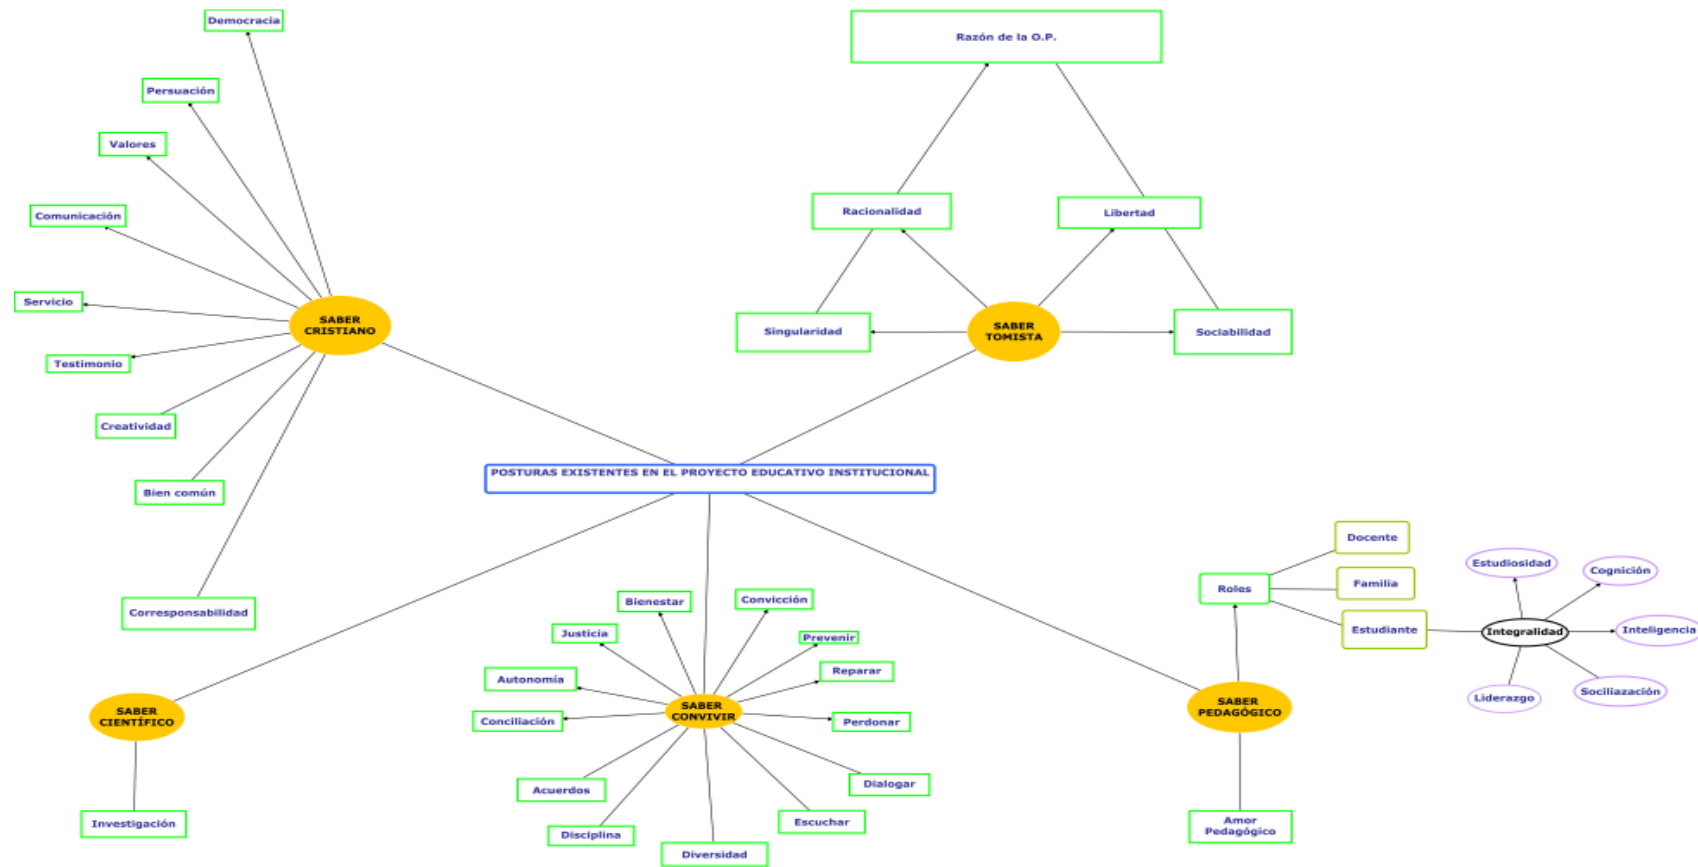 Democracia
Persuación
Valores
Comunicación
Servicio
Testimonio
Creatividad
Bien común
Corresponsabilidad
SABER
CRISTIANO
Razón de la O.P.
Racionalidad
Libertad
Singularidad
SABER
TOMISTA
Sociabilidad
POSTURAS EXISTENTES EN EL PROYECTO EDUCATIVO INSTITUCIONAL
SABER
CIENTÍFICO
Investigación
Bienestar
Convicción
Justicia
Prevenir
Autonomía
Reparar
Conciliación
SABER
CONVIVIR
Perdonar
Acuerdos
Dialogar
Disciplina
Escuchar
Diversidad
Docente
Roles
Familia
Estudiante
Integralidad
Estudiosidad
Cognición
Inteligencia
Liderazgo
Sociliazación
SABER
PEDAGÓGICO
Amor
Pedagógico